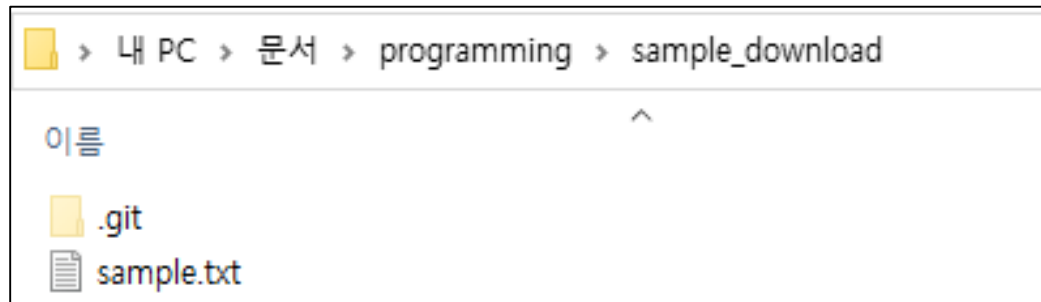 › 내 PC › 문서 › programming › sample_download
이름
.git
sample.txt